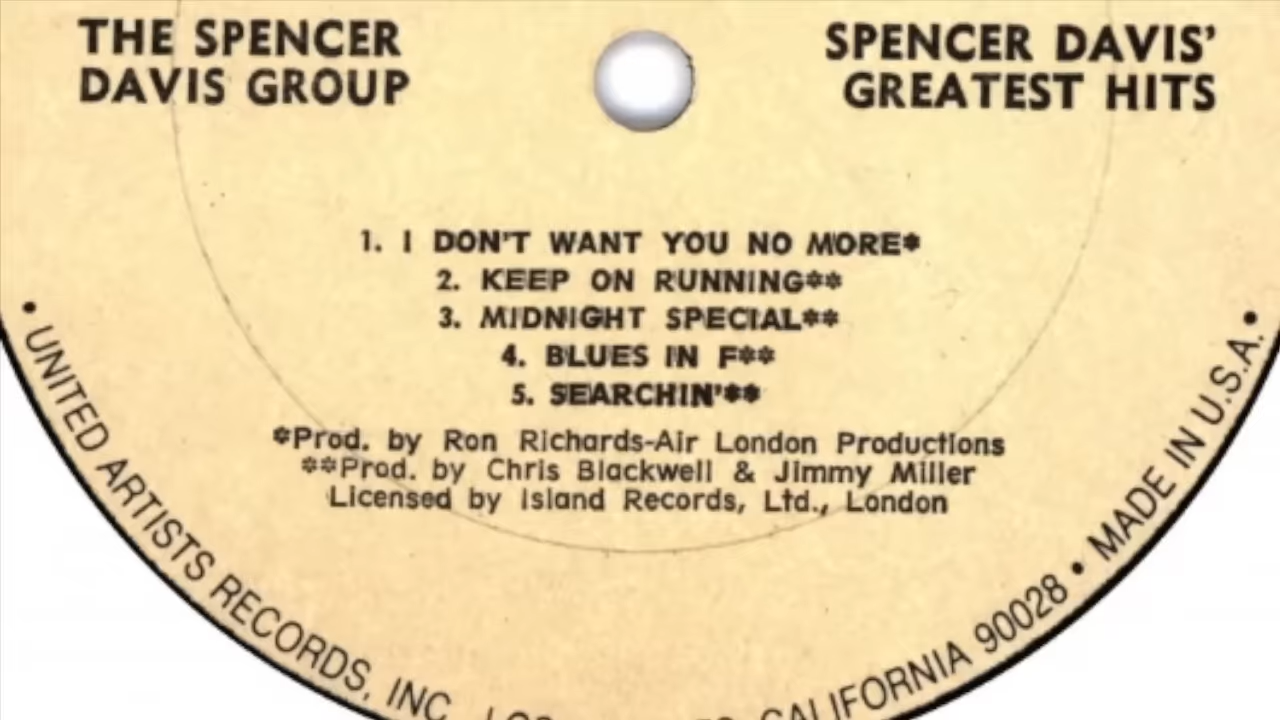 THE SPENCER
DAVIS GROUP
SPENCER DAVIS'
GREATEST HITS
1. I DON'T WANT YOU NO MORE*
2. KEEP ON RUNNING**
3. MIDNIGHT SPECIAL**
4. BLUES IN F**
5. SEARCHIN'**
*Prod. by Ron Richards-Air London Productions
**Prod. by Chris Blackwell & Jimmy Miller
Licensed by Island Records, Ltd., London
• UNITED ARTISTS RECORDS, INC. CALIFORNIA 90028 • MADE IN U.S.A. •